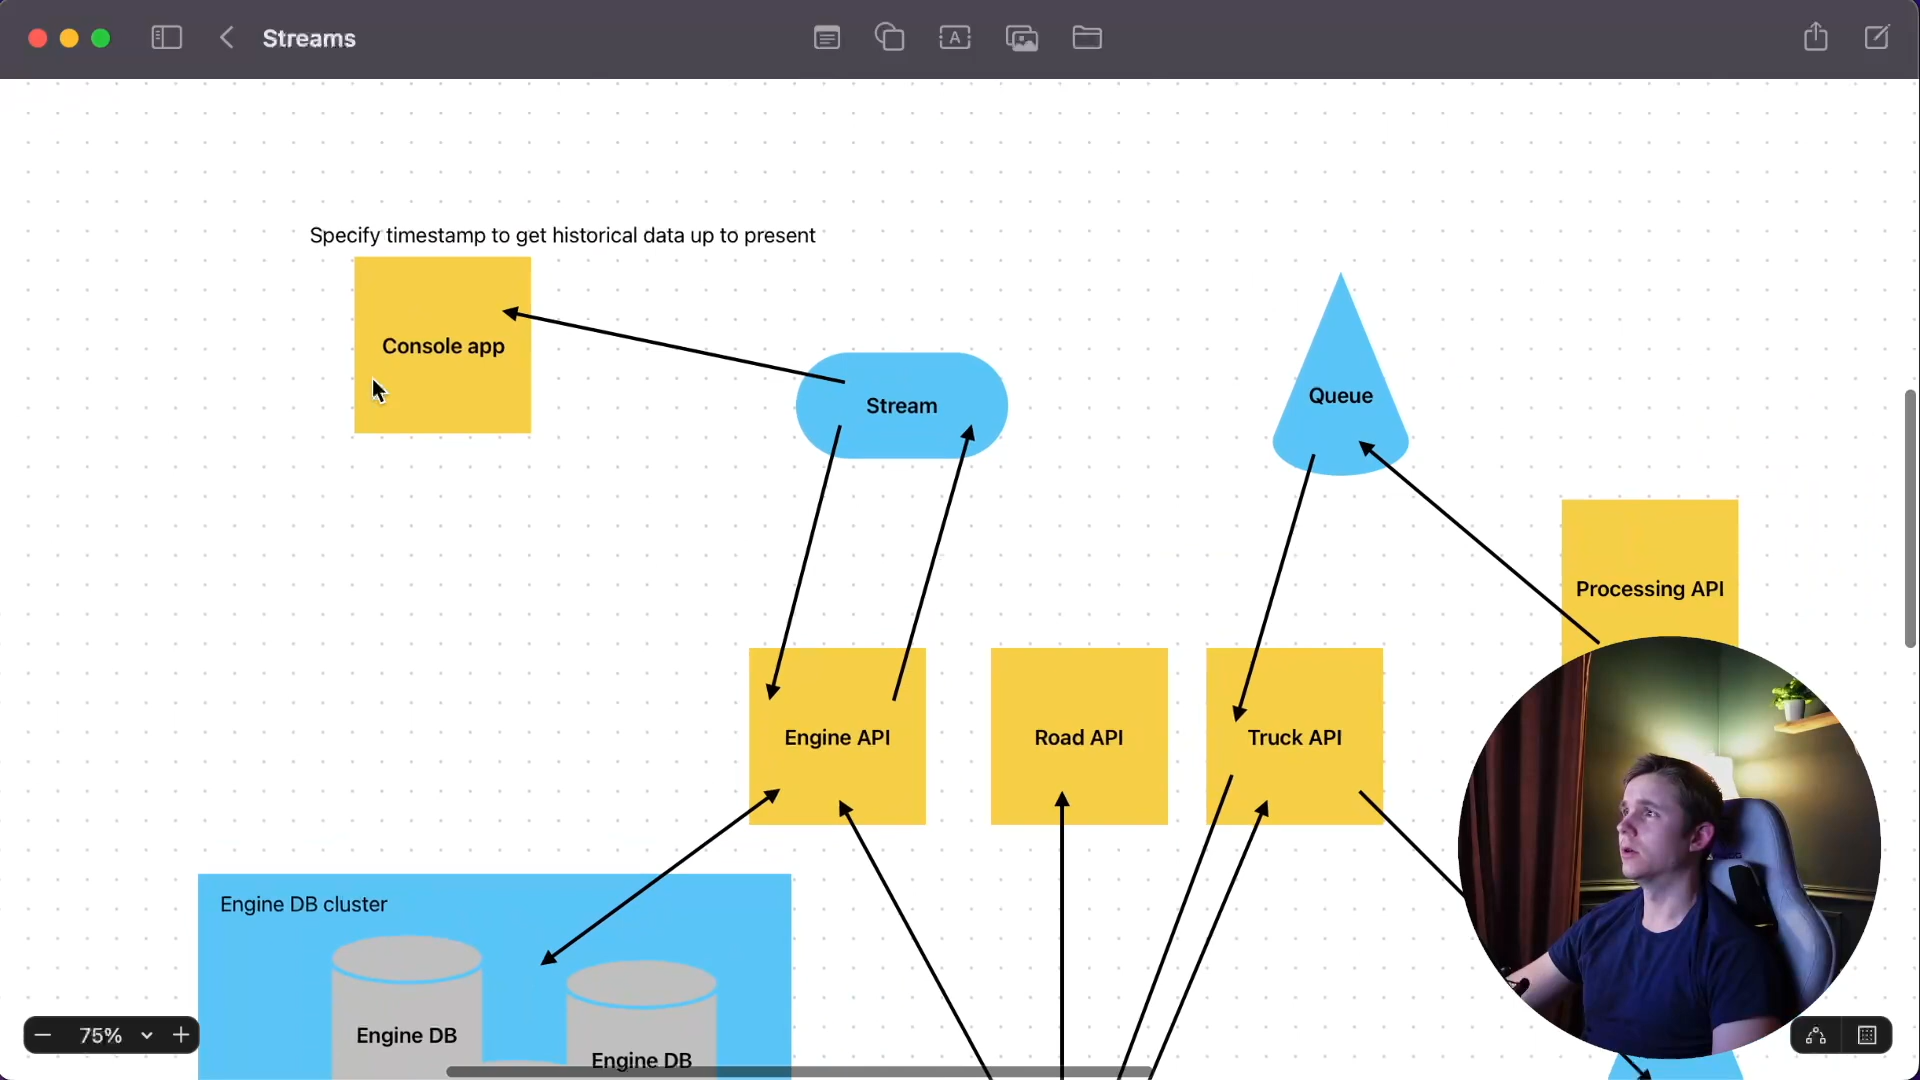 Streams
Specify timestamp to get historical data up to present
Console app
Stream
Queue
Processing API
Engine API
Road API
Truck API
Engine DB cluster
Engine DB
Engine DB
75%